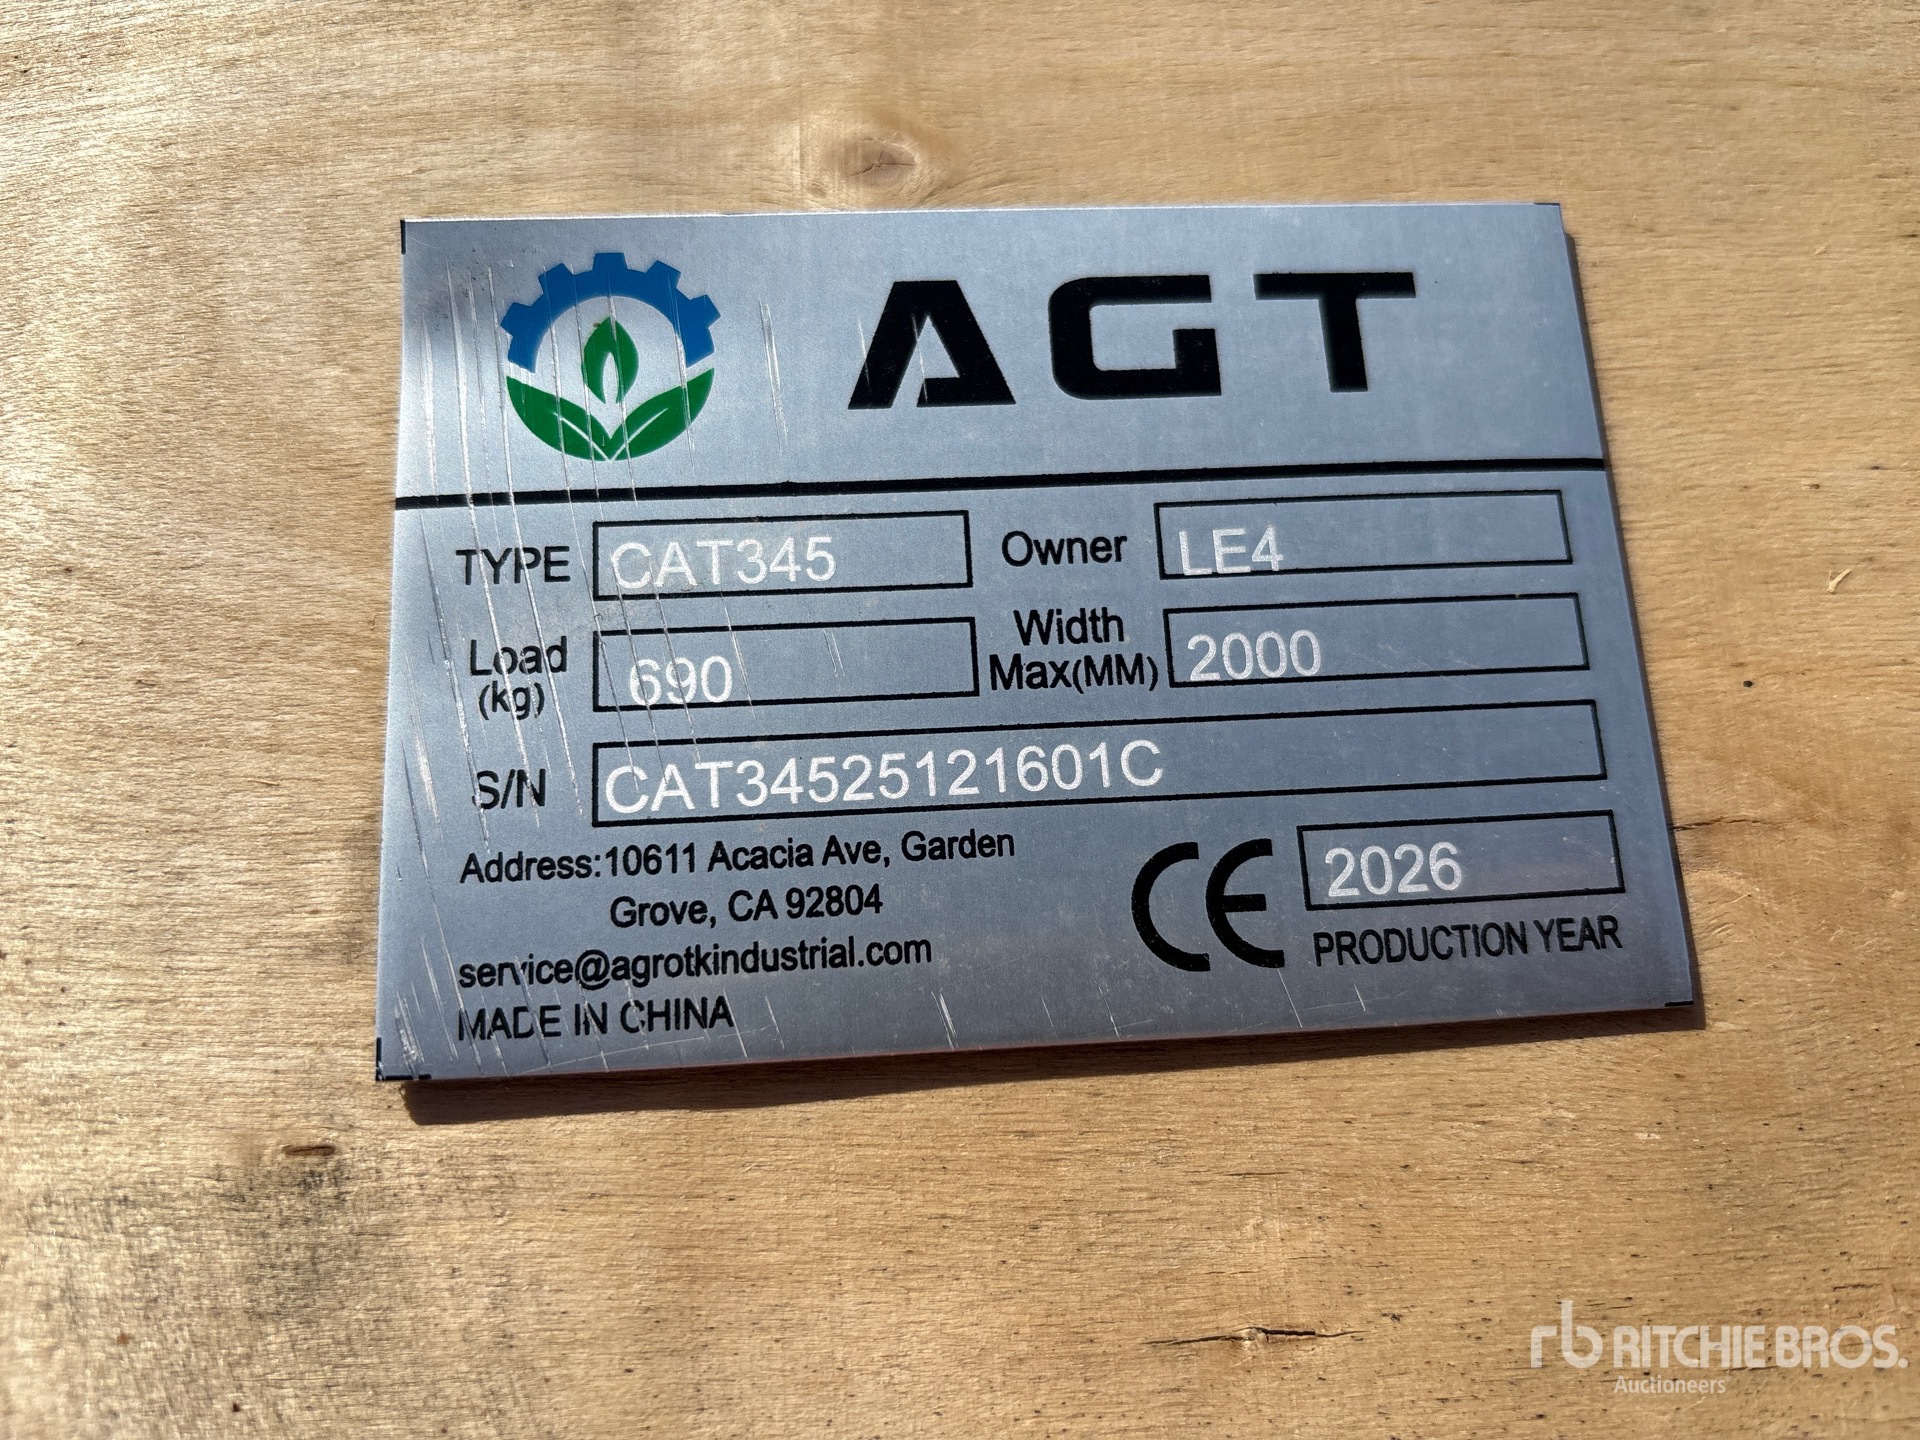 AGT
TYPE CAT345 Owner LE4
Load (kg) 690 Width Max(MM) 2000
S/N CAT34525121601C
Address:10611 Acacia Ave, Garden
Grove, CA 92804
service@agrotkindustrial.com
MADE IN CHINA
CE 2026
PRODUCTION YEAR
rb RITCHIE BROS.
Auctioneers